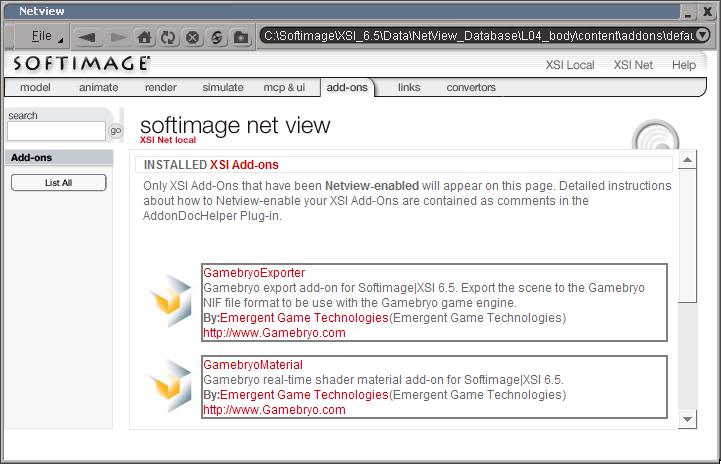 Netview
File
C:\Softimage\XSI_6.5\Data\NetView_Database\L04_body\content\addons\defau
SOFTIMAGE®
XSI Local XSI Net Help
model animate render simulate mcp & ui add-ons links convertors
search
go
softimage net view
XSI Net local
Add-ons
List All
INSTALLED XSI Add-ons
Only XSI Add-Ons that have been Netview-enabled will appear on this page. Detailed instructions
about how to Netview-enable your XSI Add-Ons are contained as comments in the
AddonDocHelper Plug-in.
GamebryoExporter
Gamebryo export add-on for Softimage|XSI 6.5. Export the scene to the Gamebryo
NIF file format to be use with the Gamebryo game engine.
By:Emergent Game Technologies(Emergent Game Technologies)
http://www.Gamebryo.com
GamebryoMaterial
Gamebryo real-time shader material add-on for Softimage|XSI 6.5.
By:Emergent Game Technologies(Emergent Game Technologies)
http://www.Gamebryo.com